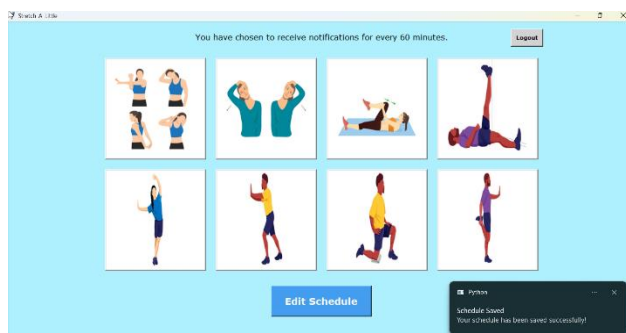 Stretch A Little
You have chosen to receive notifications for every 60 minutes.
Logout
Edit Schedule
Python
Schedule Saved
Your schedule has been saved successfully!